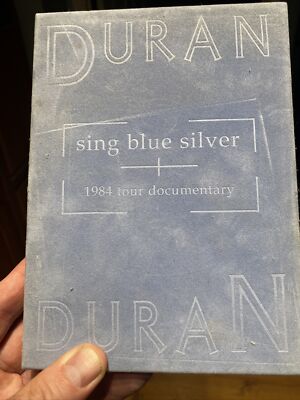 DURAN
sing blue silver
1984 tour documentary
DURAN